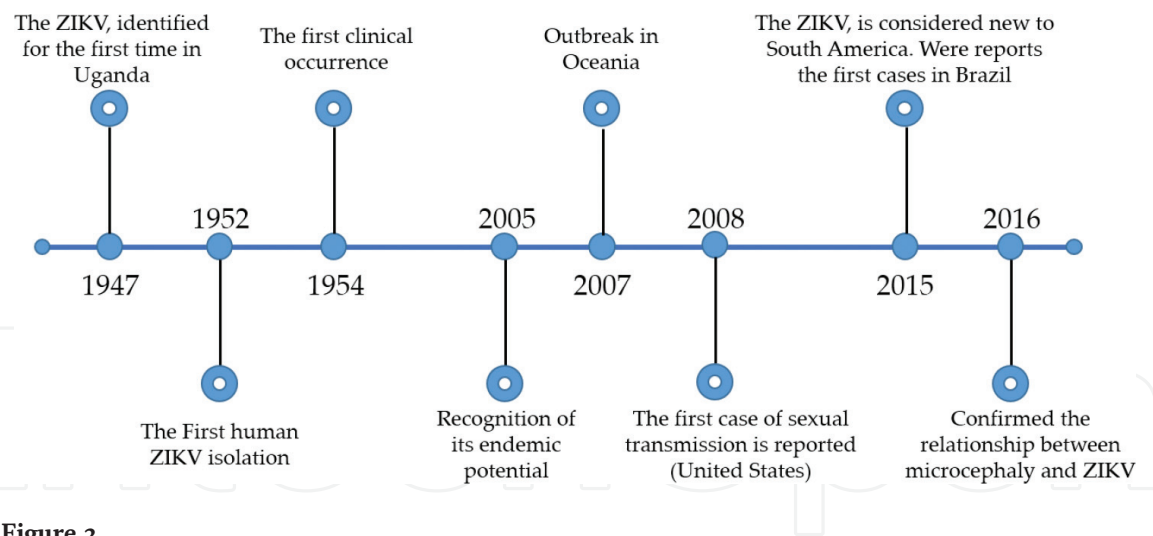 The ZIKV, identified
for the first time in
Uganda
The first clinical
occurrence
Outbreak in
Oceania
The ZIKV, is considered new to
South America. Were reports
the first cases in Brazil
1952
2005
2008
2016
1947
1954
2007
2015
The First human
ZIKV isolation
Recognition of
its endemic
potential
The first case of sexual
transmission is reported
(United States)
Confirmed the
relationship between
microcephaly and ZIKV